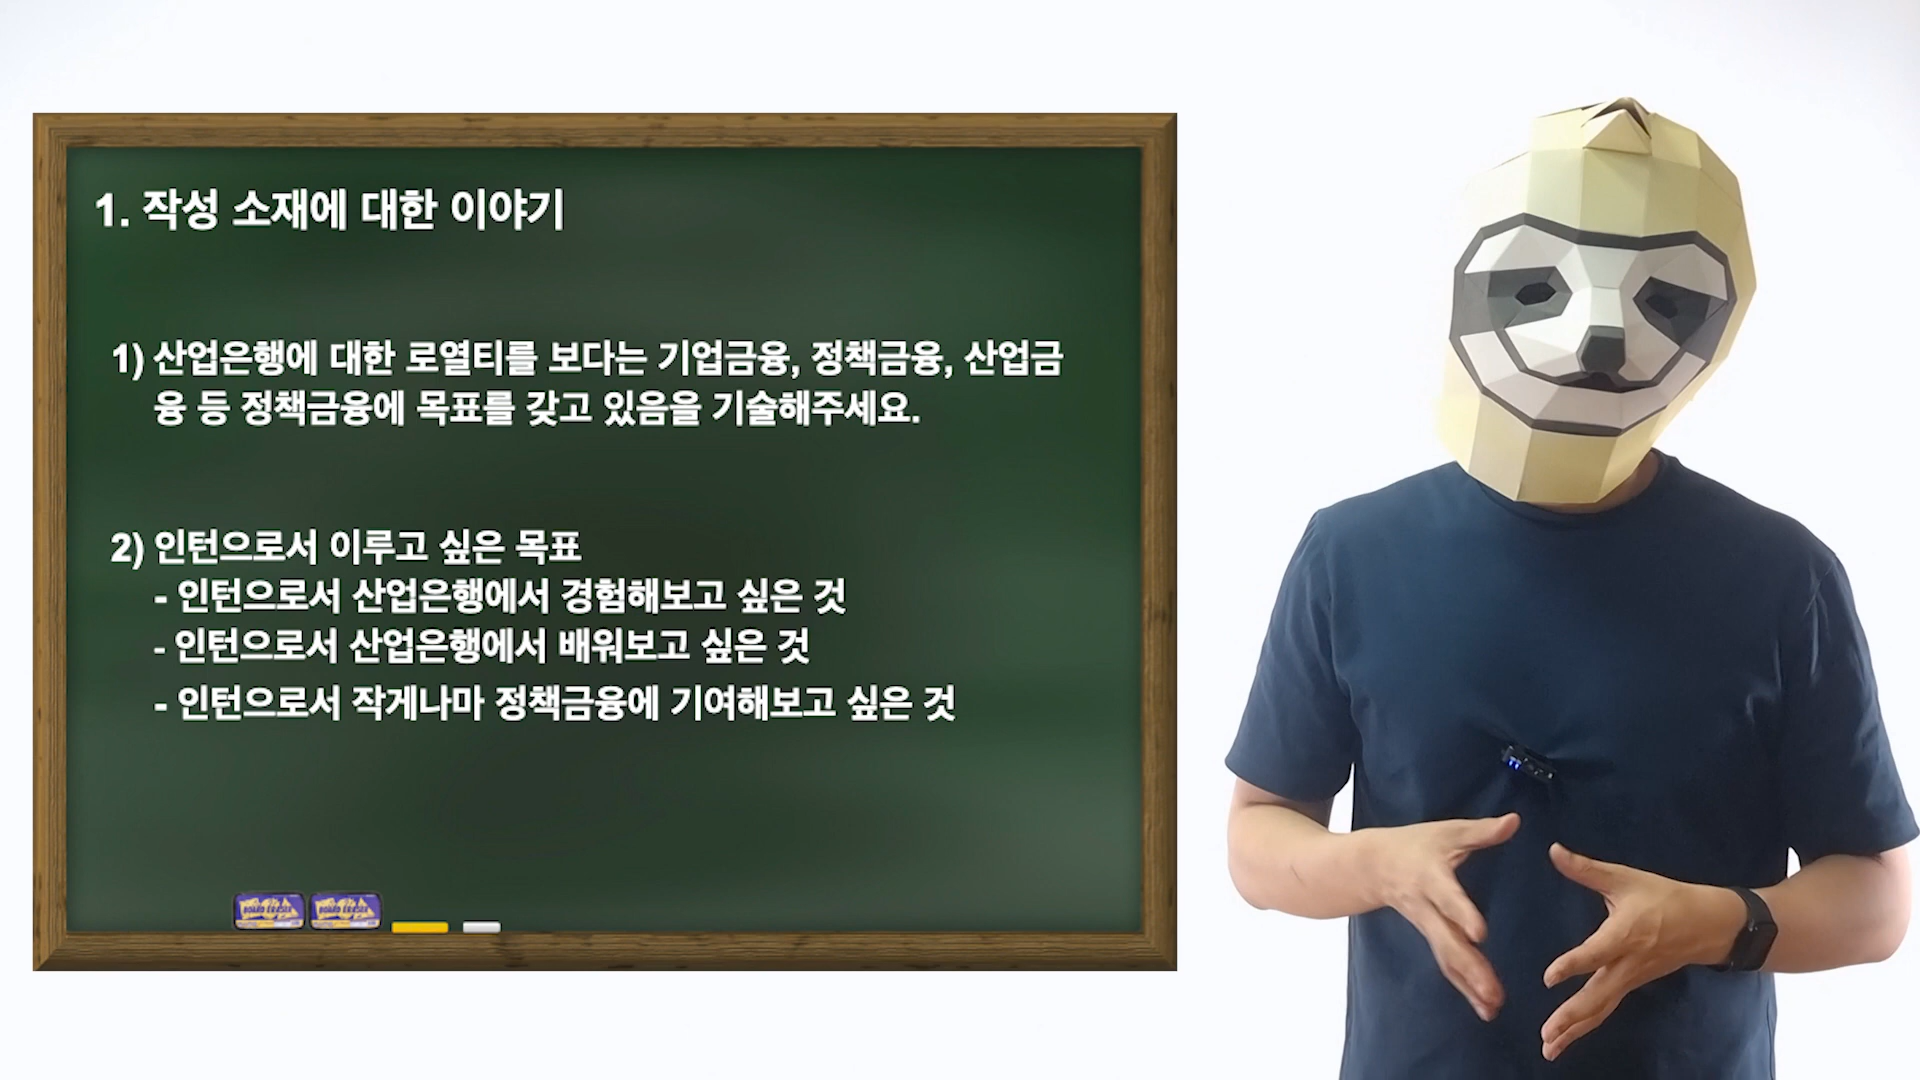 1. 작성 소재에 대한 이야기
1) 산업은행에 대한 로열티를 보다는 기업금융, 정책금융, 산업금
융 등 정책금융에 목표를 갖고 있음을 기술해주세요.
2) 인턴으로서 이루고 싶은 목표
- 인턴으로서 산업은행에서 경험해보고 싶은 것
- 인턴으로서 산업은행에서 배워보고 싶은 것
- 인턴으로서 작게나마 정책금융에 기여해보고 싶은 것
BOARD ERASER
BOARD ERASER